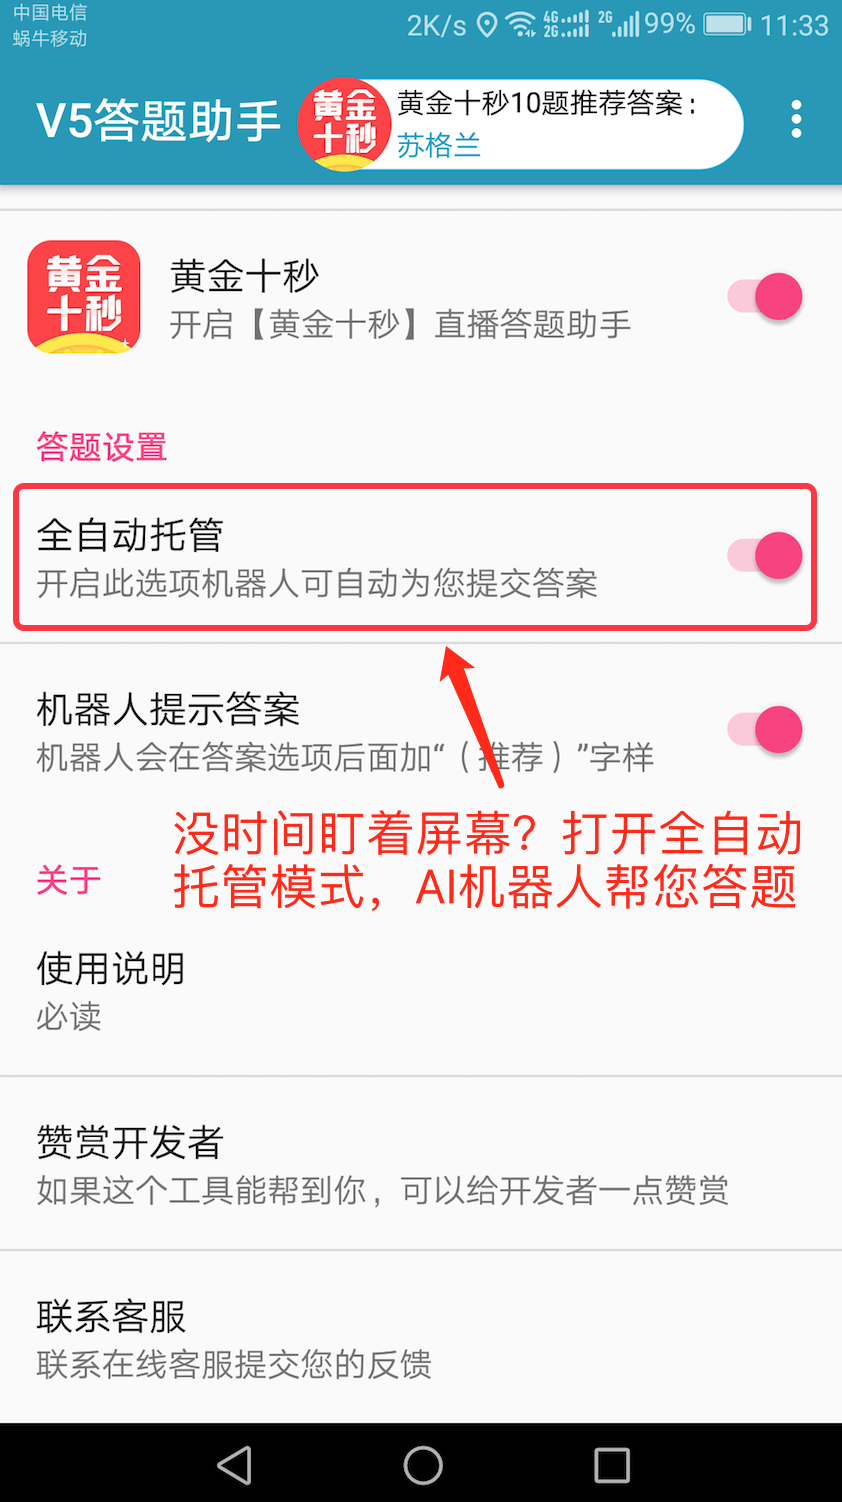 中国电信
蜗牛移动
2K/s
4G
2G
2G
99%
11:33
V5答题助手
黄金
十秒
黄金十秒10题推荐答案：
苏格兰
黄金
十秒
黄金十秒
开启【黄金十秒】直播答题助手
答题设置
全自动托管
开启此选项机器人可自动为您提交答案
机器人提示答案
机器人会在答案选项后面加“（推荐）”字样
没时间盯着屏幕？打开全自动
托管模式，AI机器人帮您答题
关于
使用说明
必读
赞赏开发者
如果这个工具能帮到你，可以给开发者一点赞赏
联系客服
联系在线客服提交您的反馈